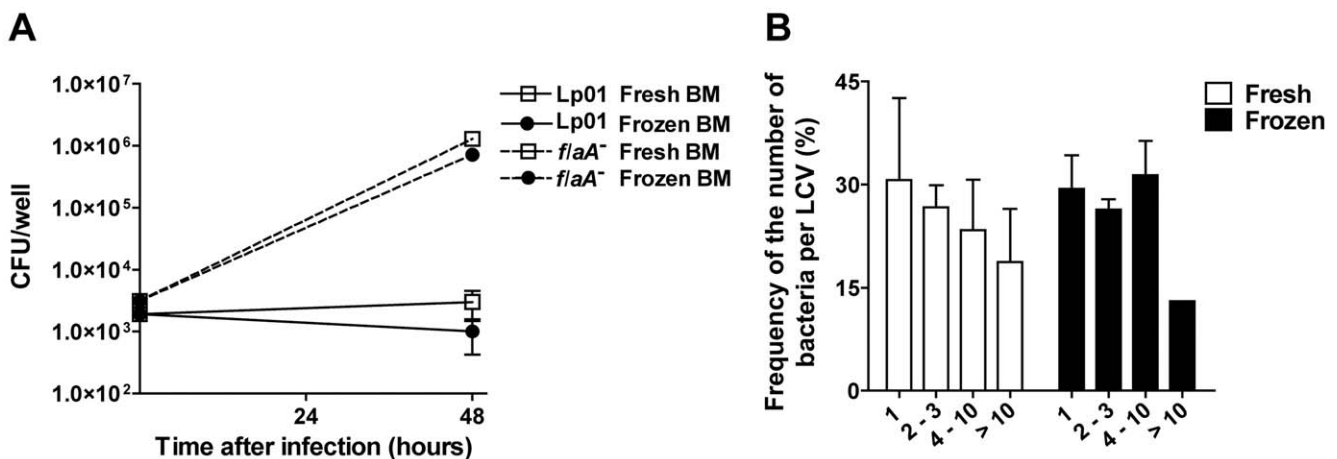 A
CFU/well
1.0×10⁷
1.0×10⁶
1.0×10⁵
1.0×10⁴
1.0×10³
1.0×10²
24 48
Time after infection (hours)
Lp01 Fresh BM
Lp01 Frozen BM
flaA⁻ Fresh BM
flaA⁻ Frozen BM
B
Frequency of the number of
bacteria per LCV (%)
45
30
15
0
1 2 - 3 4 - 10 > 10 1 2 - 3 4 - 10 > 10
Fresh
Frozen